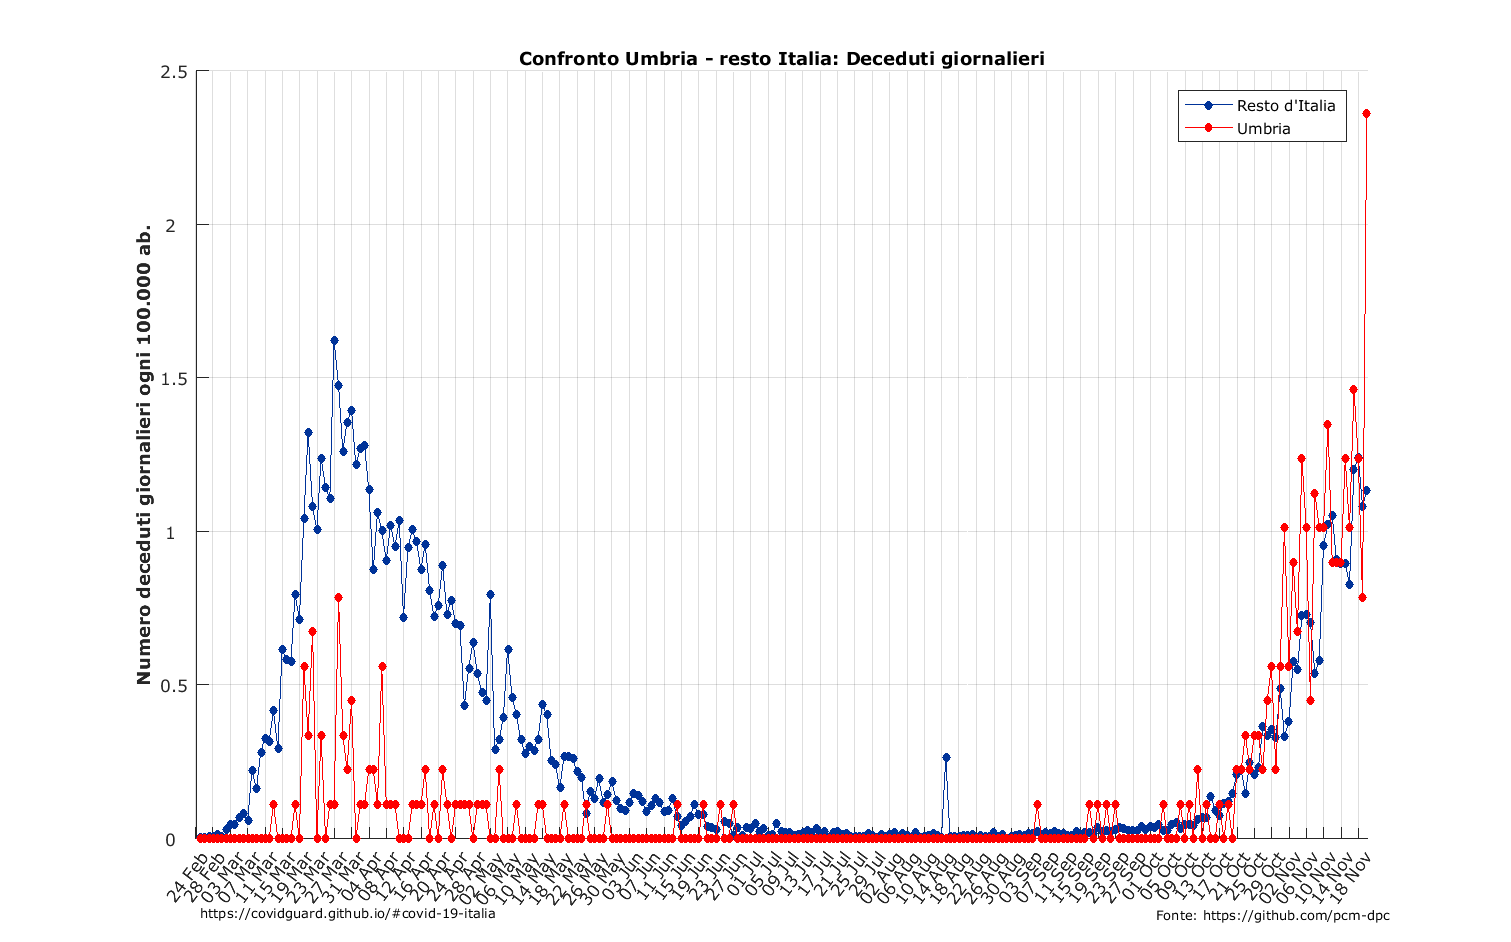 Confronto Umbria - resto Italia: Deceduti giornalieri
Resto d'Italia
Umbria
Numero deceduti giornalieri ogni 100.000 ab.
2.5
2
1.5
1
0.5
0
24 Feb
28 Feb
03 Mar
07 Mar
11 Mar
15 Mar
19 Mar
23 Mar
27 Mar
31 Mar
04 Apr
08 Apr
12 Apr
16 Apr
20 Apr
24 Apr
28 Apr
02 May
06 May
10 May
14 May
18 May
22 May
26 May
30 May
03 Jun
07 Jun
11 Jun
15 Jun
19 Jun
23 Jun
27 Jun
01 Jul
05 Jul
09 Jul
13 Jul
17 Jul
21 Jul
25 Jul
29 Jul
02 Aug
06 Aug
10 Aug
14 Aug
18 Aug
22 Aug
26 Aug
30 Aug
03 Sep
07 Sep
11 Sep
15 Sep
19 Sep
23 Sep
27 Sep
01 Oct
05 Oct
09 Oct
13 Oct
17 Oct
21 Oct
25 Oct
29 Oct
02 Nov
06 Nov
10 Nov
14 Nov
18 Nov
https://covidguard.github.io/#covid-19-italia
Fonte: https://github.com/pcm-dpc